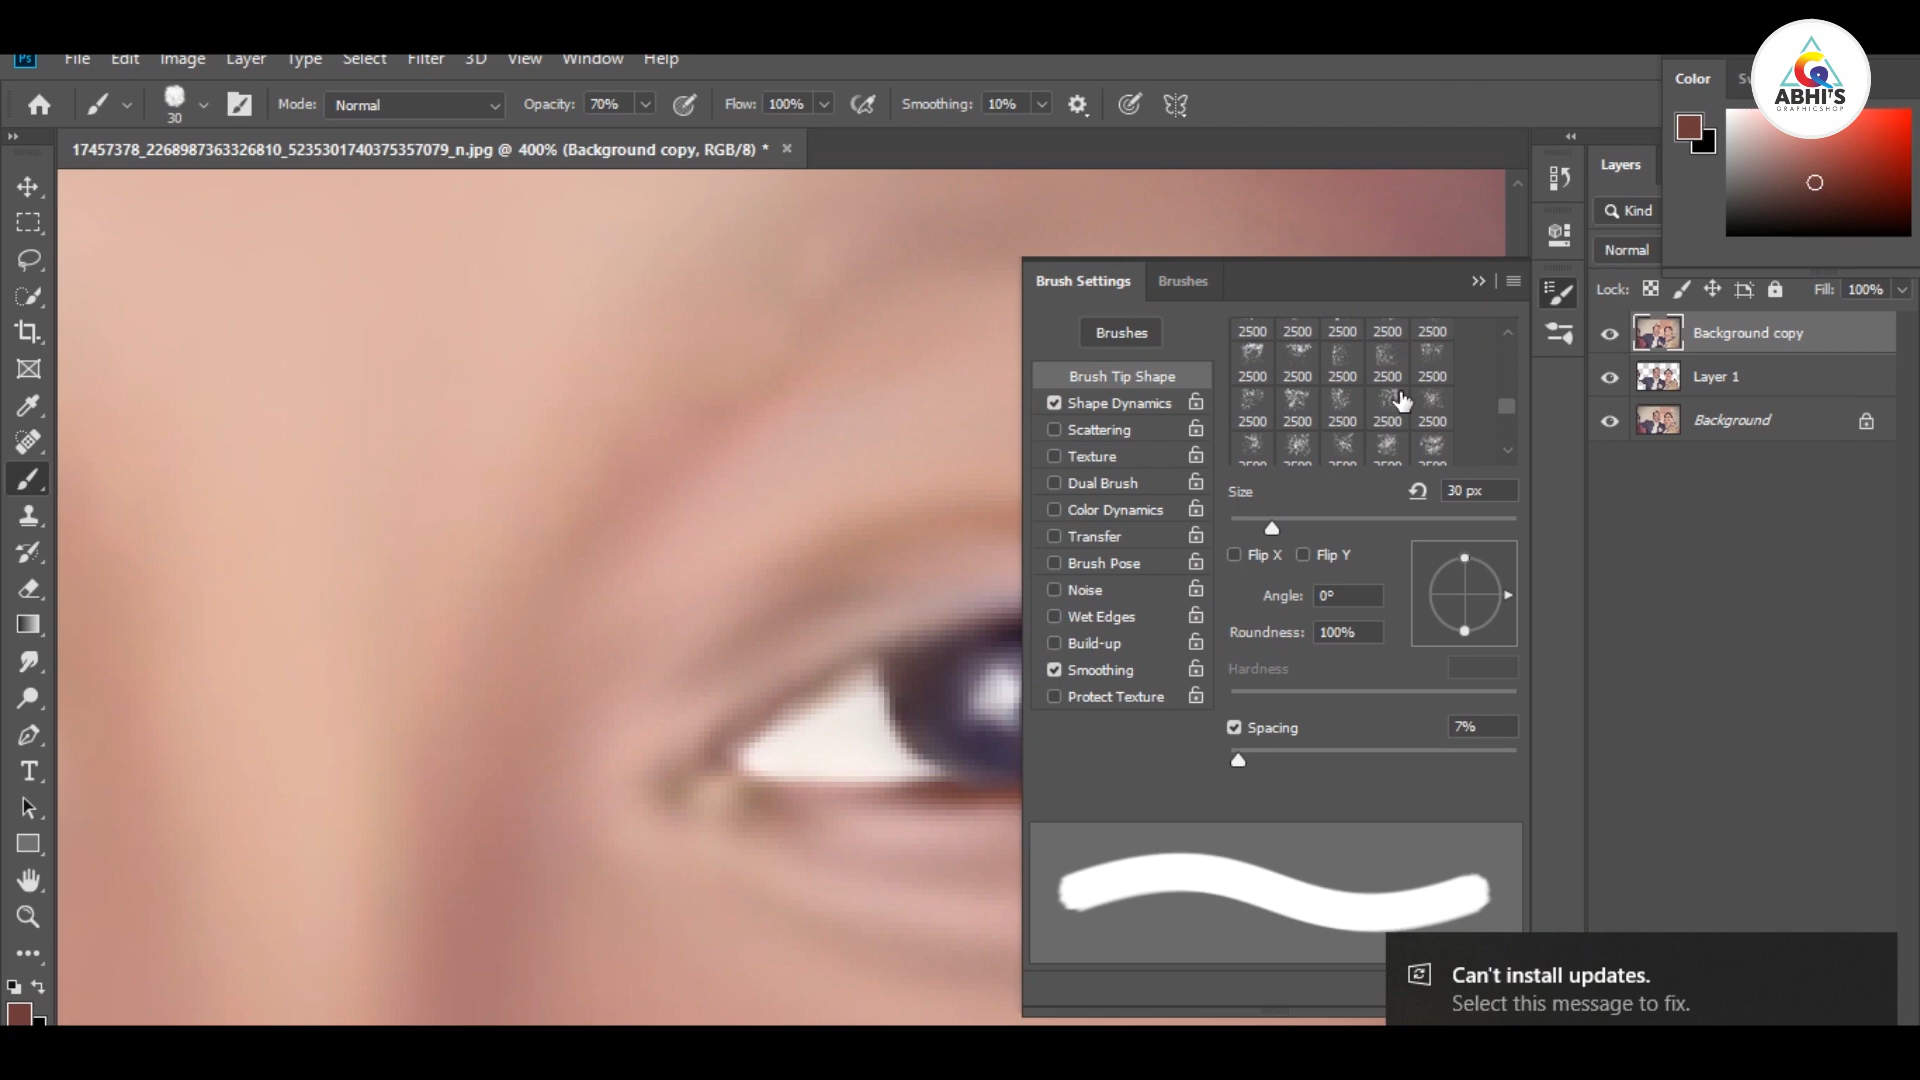 Ps File Edit Image Layer Type Select Filter 3D View Window Help
30 Mode: Normal Opacity: 70% Flow: 100% Smoothing: 10%
17457378_2268987363326810_5235301740375357079_n.jpg @ 400% (Background copy, RGB/8) *
Brush Settings Brushes
Brushes
Brush Tip Shape
Shape Dynamics
Scattering
Texture
Dual Brush
Color Dynamics
Transfer
Brush Pose
Noise
Wet Edges
Build-up
Smoothing
Protect Texture
2500 2500 2500 2500 2500
2500 2500 2500 2500 2500
2500 2500 2500 2500 2500
2500 2500 2500 2500 2500
Size 30 px
Flip X Flip Y
Angle: 0°
Roundness: 100%
Hardness
Spacing 7%
Color
ABHI'S
GRAPHICSHOP
Layers
Kind
Normal
Lock: Fill: 100%
Background copy
Layer 1
Background
Can't install updates.
Select this message to fix.